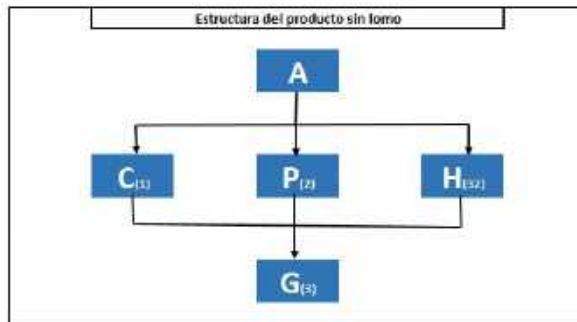 Estructura del producto sin lomo
A
C(1) P(2) H(32)
G(3)